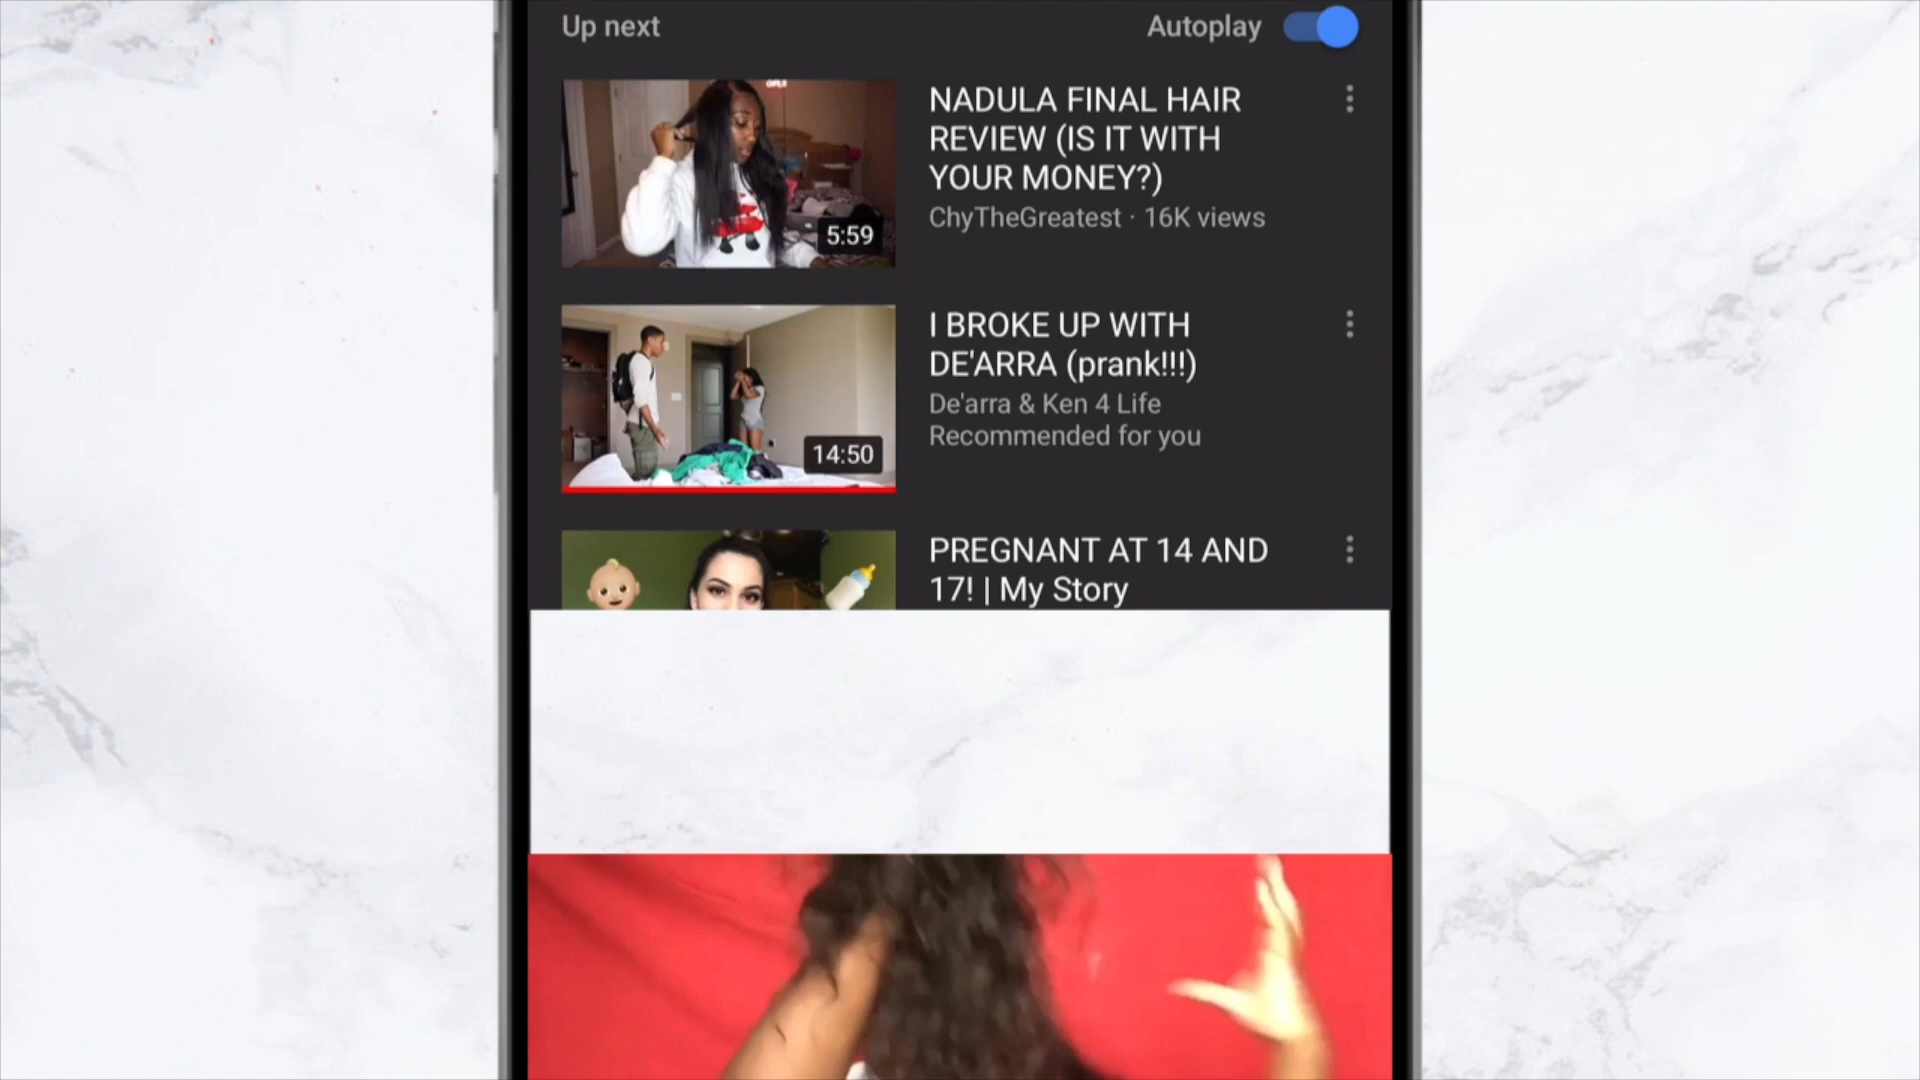 Up next
Autoplay
NADULA FINAL HAIR
REVIEW (IS IT WITH
YOUR MONEY?)
ChyTheGreatest · 16K views
5:59
I BROKE UP WITH
DE'ARRA (prank!!!)
De'arra & Ken 4 Life
Recommended for you
14:50
PREGNANT AT 14 AND
17! | My Story